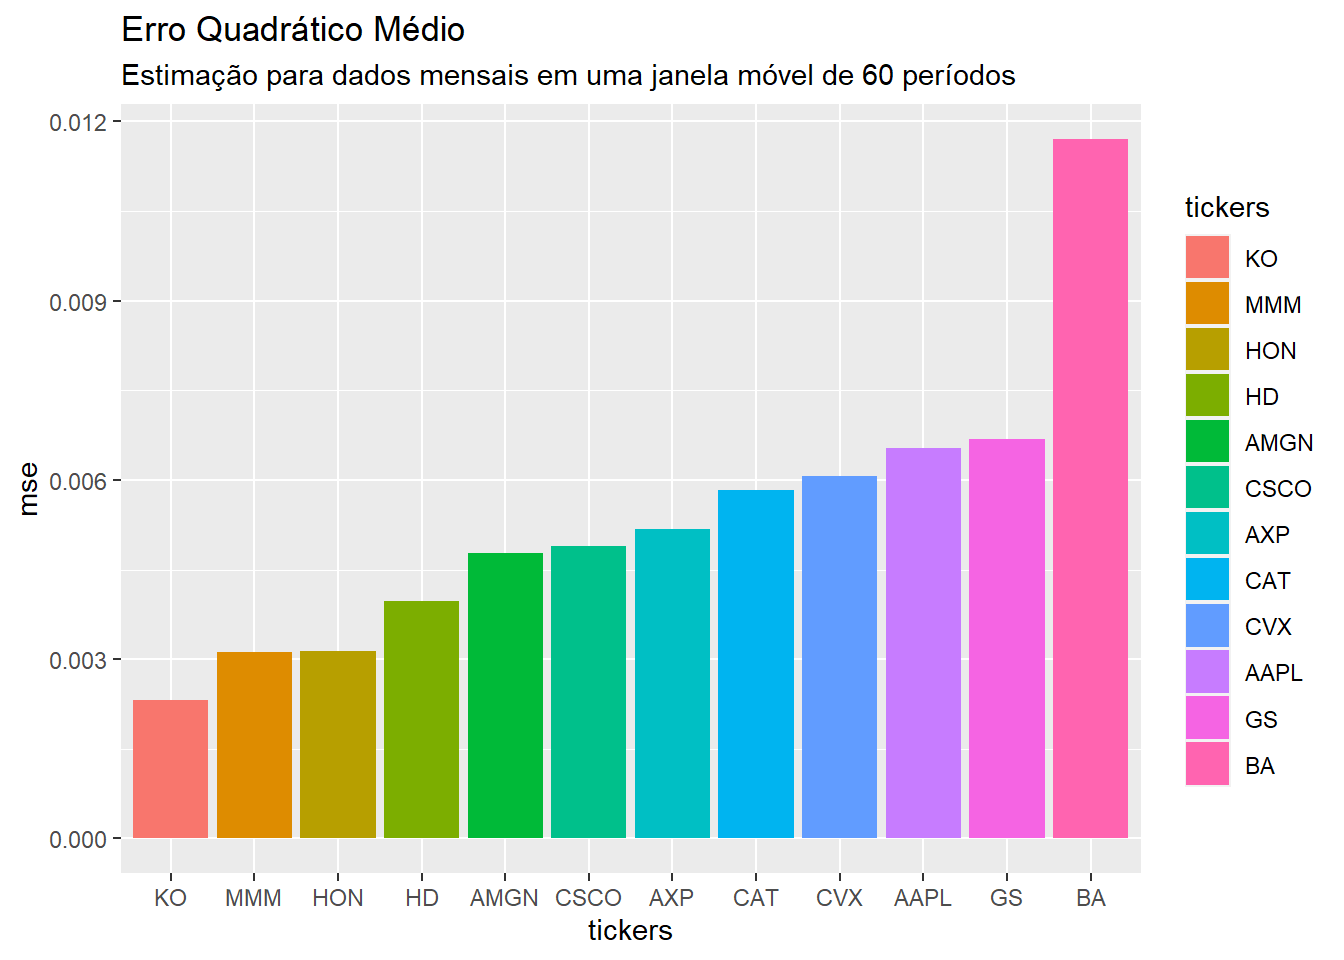 Erro Quadrático Médio
Estimação para dados mensais em uma janela móvel de 60 períodos
0.012
0.009
0.006
0.003
0.000
mse
KO MMM HON HD AMGN CSCO AXP CAT CVX AAPL GS BA
tickers
tickers
KO
MMM
HON
HD
AMGN
CSCO
AXP
CAT
CVX
AAPL
GS
BA